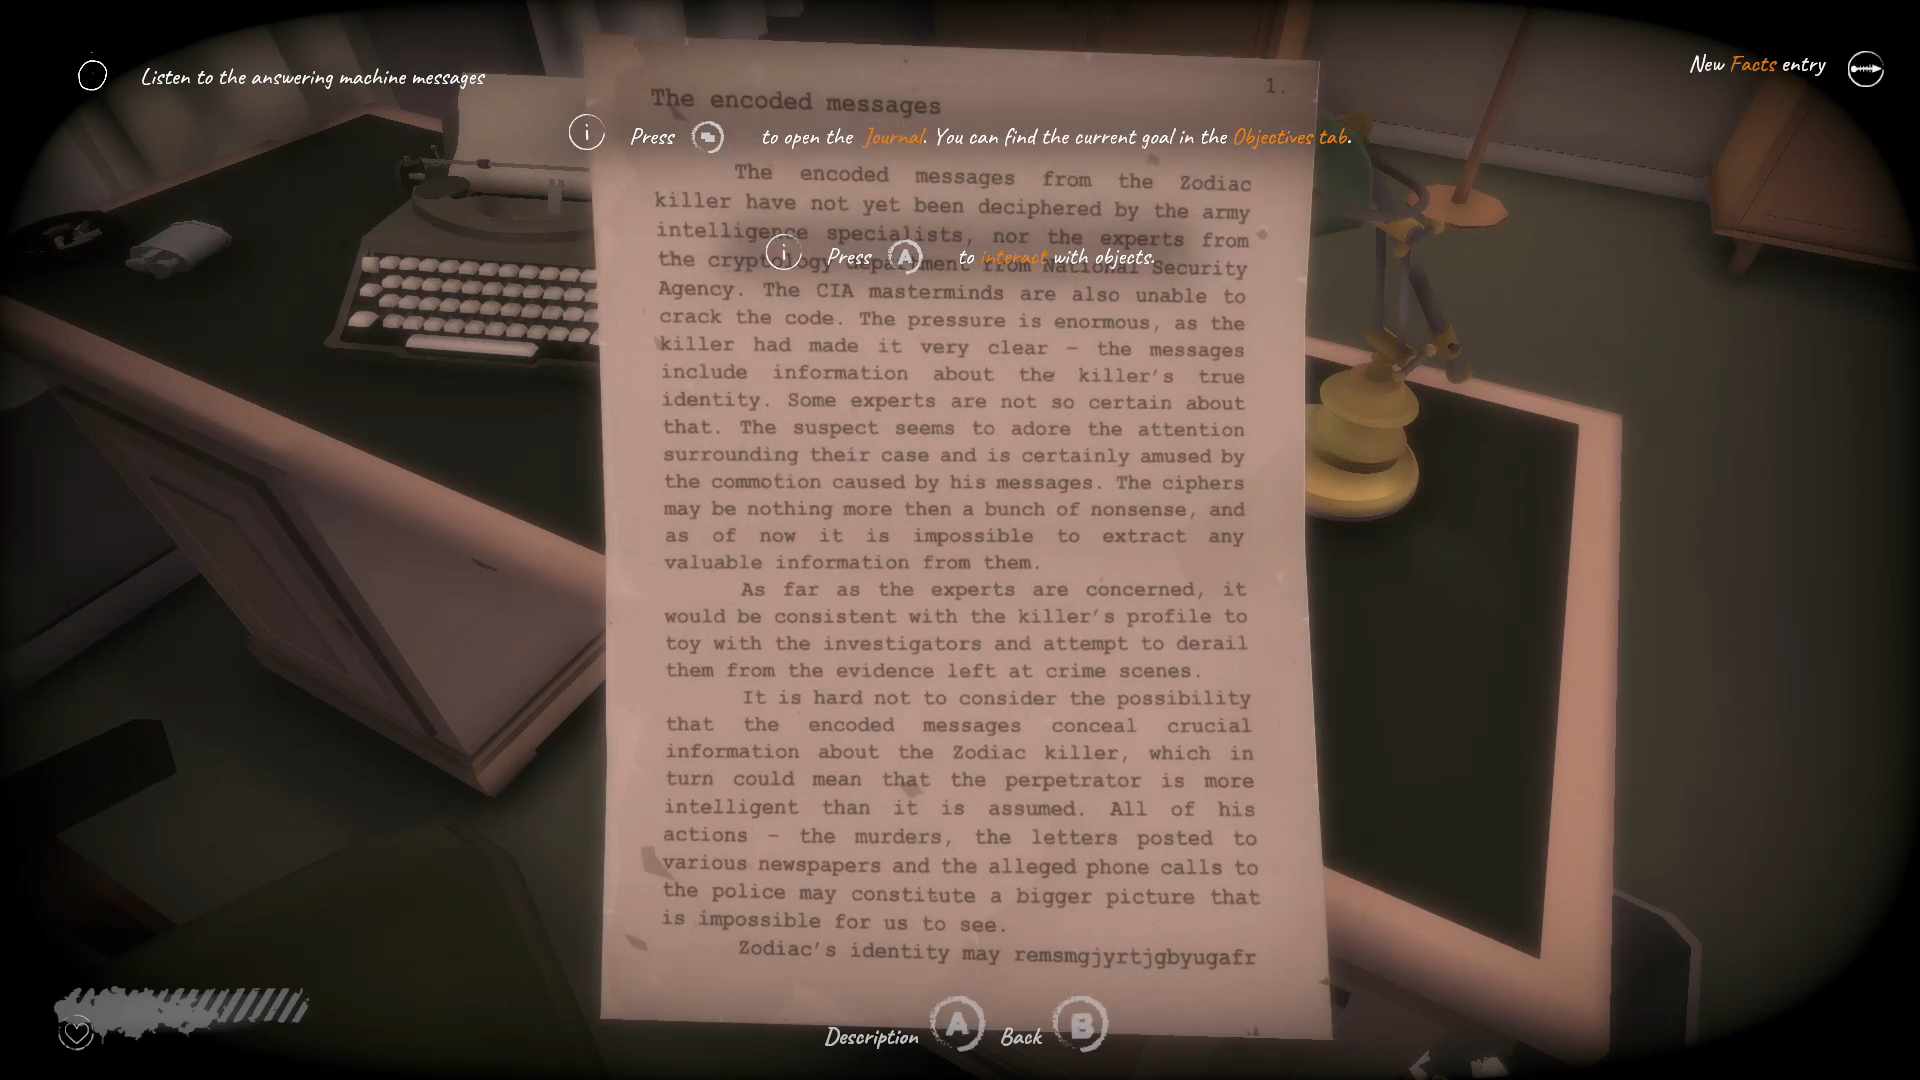 Listen to the answering machine messages
New Facts entry
1.
The encoded messages
i Press to open the Journal. You can find the current goal in the Objectives tab.
The encoded messages from the Zodiac
killer have not yet been deciphered by the army
intelligence specialists, nor the experts from
i Press A to interact with objects.
the cryptology department from National Security
Agency. The CIA masterminds are also unable to
crack the code. The pressure is enormous, as the
killer had made it very clear – the messages
include information about the killer's true
identity. Some experts are not so certain about
that. The suspect seems to adore the attention
surrounding their case and is certainly amused by
the commotion caused by his messages. The ciphers
may be nothing more then a bunch of nonsense, and
as of now it is impossible to extract any
valuable information from them.
As far as the experts are concerned, it
would be consistent with the killer's profile to
toy with the investigators and attempt to derail
them from the evidence left at crime scenes.
It is hard not to consider the possibility
that the encoded messages conceal crucial
information about the Zodiac killer, which in
turn could mean that the perpetrator is more
intelligent than it is assumed. All of his
actions – the murders, the letters posted to
various newspapers and the alleged phone calls to
the police may constitute a bigger picture that
is impossible for us to see.
Zodiac's identity may remsmgjyrtjgbyugafr
Description A Back B